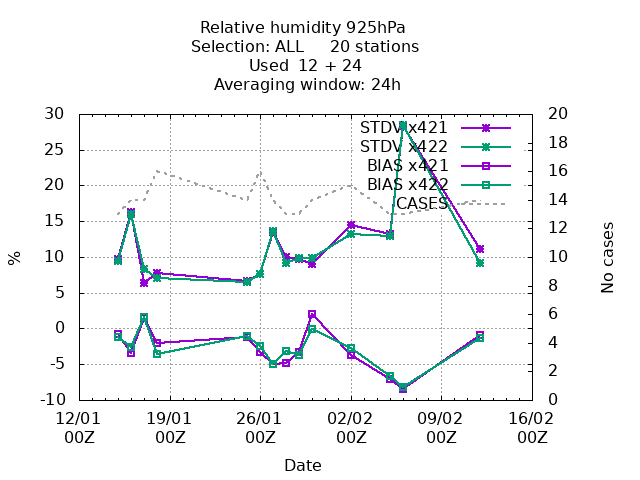 Relative humidity 925hPa
Selection: ALL 20 stations
Used 12 + 24
Averaging window: 24h
30
25
20
15
10
5
0
-5
-10
%
20
18
16
14
12
10
8
6
4
2
0
No cases
STDV x421
STDV x422
BIAS x421
BIAS x422
CASES
12/01 19/01 26/01 02/02 09/02 16/02
00Z 00Z 00Z 00Z 00Z 00Z
Date